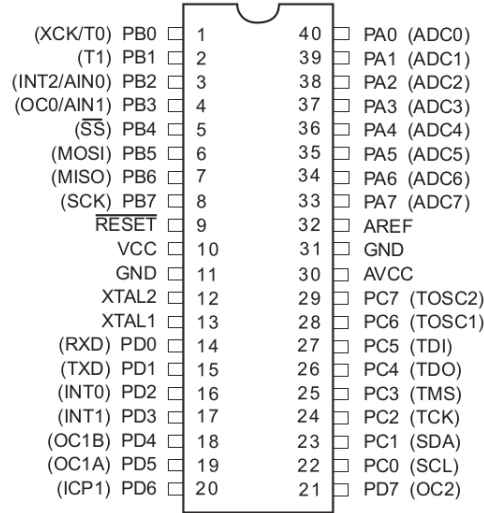 (XCK/T0) PB0 1 40 PA0 (ADC0)
(T1) PB1 2 39 PA1 (ADC1)
(INT2/AIN0) PB2 3 38 PA2 (ADC2)
(OC0/AIN1) PB3 4 37 PA3 (ADC3)
(S̅S̅) PB4 5 36 PA4 (ADC4)
(MOSI) PB5 6 35 PA5 (ADC5)
(MISO) PB6 7 34 PA6 (ADC6)
(SCK) PB7 8 33 PA7 (ADC7)
R̅E̅S̅E̅T̅ 9 32 AREF
VCC 10 31 GND
GND 11 30 AVCC
XTAL2 12 29 PC7 (TOSC2)
XTAL1 13 28 PC6 (TOSC1)
(RXD) PD0 14 27 PC5 (TDI)
(TXD) PD1 15 26 PC4 (TDO)
(INT0) PD2 16 25 PC3 (TMS)
(INT1) PD3 17 24 PC2 (TCK)
(OC1B) PD4 18 23 PC1 (SDA)
(OC1A) PD5 19 22 PC0 (SCL)
(ICP1) PD6 20 21 PD7 (OC2)